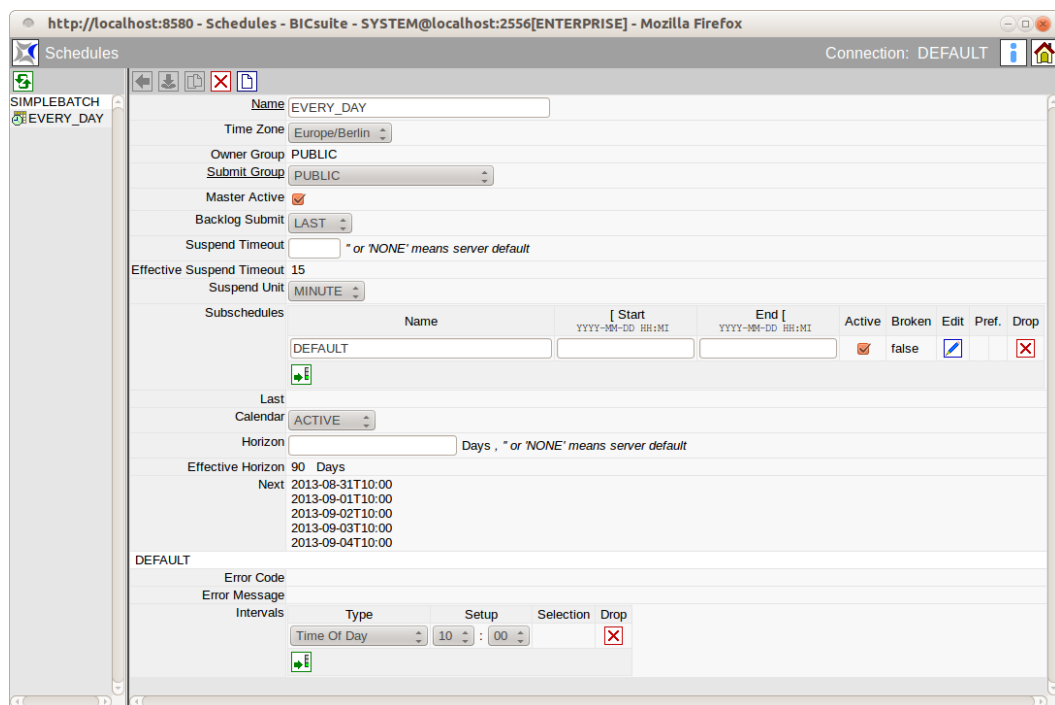 http://localhost:8580 - Schedules - BICsuite - SYSTEM@localhost:2556[ENTERPRISE] - Mozilla Firefox
Schedules Connection: DEFAULT
SIMPLEBATCH
EVERY_DAY
Name EVERY_DAY
Time Zone Europe/Berlin
Owner Group PUBLIC
Submit Group PUBLIC
Master Active
Backlog Submit LAST
Suspend Timeout '' or 'NONE' means server default
Effective Suspend Timeout 15
Suspend Unit MINUTE
Subschedules Name [ Start End [ Active Broken Edit Pref. Drop
YYYY-MM-DD HH:MI YYYY-MM-DD HH:MI
DEFAULT false
Last
Calendar ACTIVE
Horizon Days , '' or 'NONE' means server default
Effective Horizon 90 Days
Next 2013-08-31T10:00
2013-09-01T10:00
2013-09-02T10:00
2013-09-03T10:00
2013-09-04T10:00
DEFAULT
Error Code
Error Message
Intervals Type Setup Selection Drop
Time Of Day 10 : 00